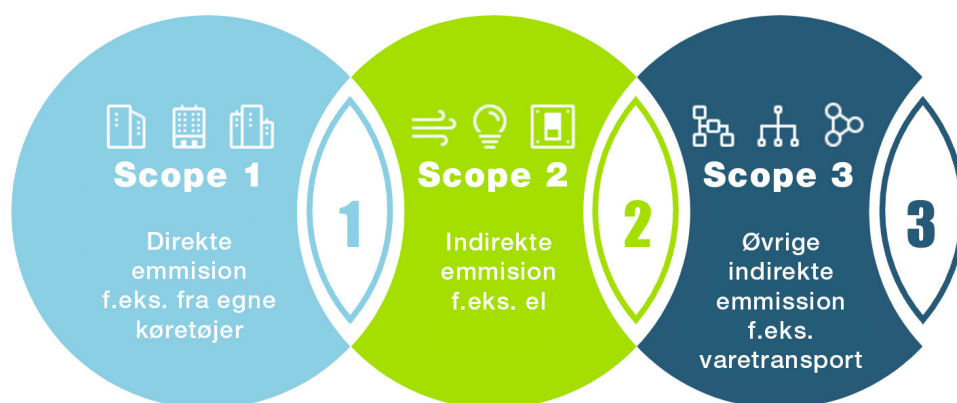 Scope 1
Direkte
emmision
f.eks. fra egne
køretøjer
1
Scope 2
Indirekte
emmision
f.eks. el
2
Scope 3
Øvrige
indirekte
emmission
f.eks.
varetransport
3